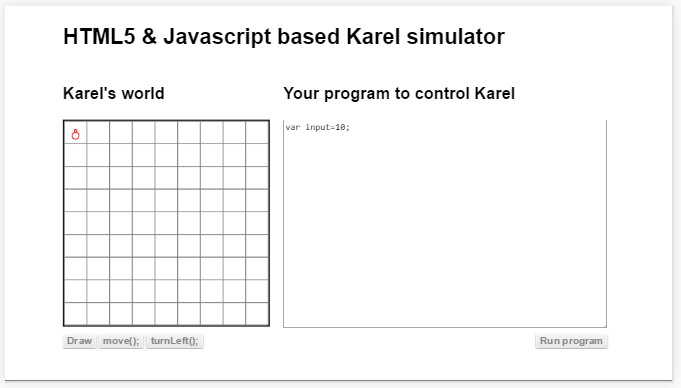 HTML5 & Javascript based Karel simulator
Karel's world
Your program to control Karel
var input=10;
Draw
move();
turnLeft();
Run program